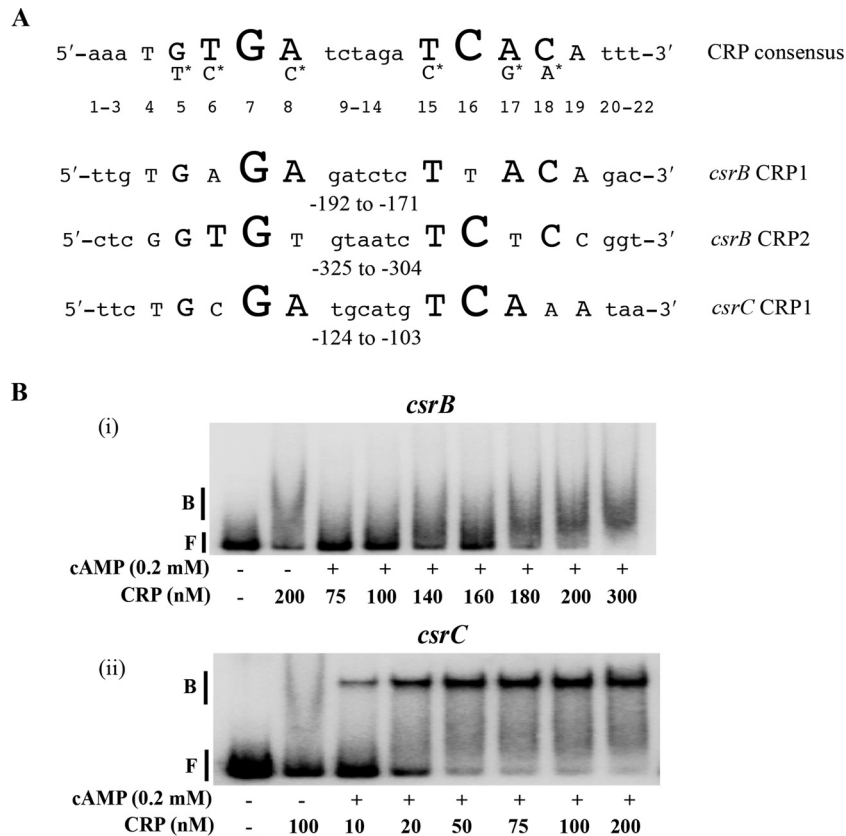 A
5′-aaa T G T G A tctaga T C A C A ttt-3′ CRP consensus
T* C* C* C* G* A*
1-3 4 5 6 7 8 9-14 15 16 17 18 19 20-22
5′-ttg T G A G A gatctc T T A C A gac-3′ csrB CRP1
-192 to -171
5′-ctc G G T G T gtaatc T C T C C ggt-3′ csrB CRP2
-325 to -304
5′-ttc T G C G A tgcatg T C A A A taa-3′ csrC CRP1
-124 to -103
B
csrB
(i)
B
F
cAMP (0.2 mM) - - + + + + + + +
CRP (nM) - 200 75 100 140 160 180 200 300
csrC
(ii)
B
F
cAMP (0.2 mM) - - + + + + + +
CRP (nM) - 100 10 20 50 75 100 200